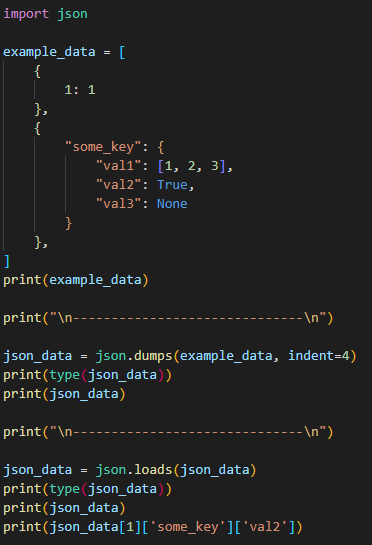 import json
example_data = [
    {
        1: 1
    },
    {
        "some_key": {
            "val1": [1, 2, 3],
            "val2": True,
            "val3": None
        }
    },
]
print(example_data)
print("\n------------------------------\n")
json_data = json.dumps(example_data, indent=4)
print(type(json_data))
print(json_data)
print("\n------------------------------\n")
json_data = json.loads(json_data)
print(type(json_data))
print(json_data)
print(json_data[1]['some_key']['val2'])